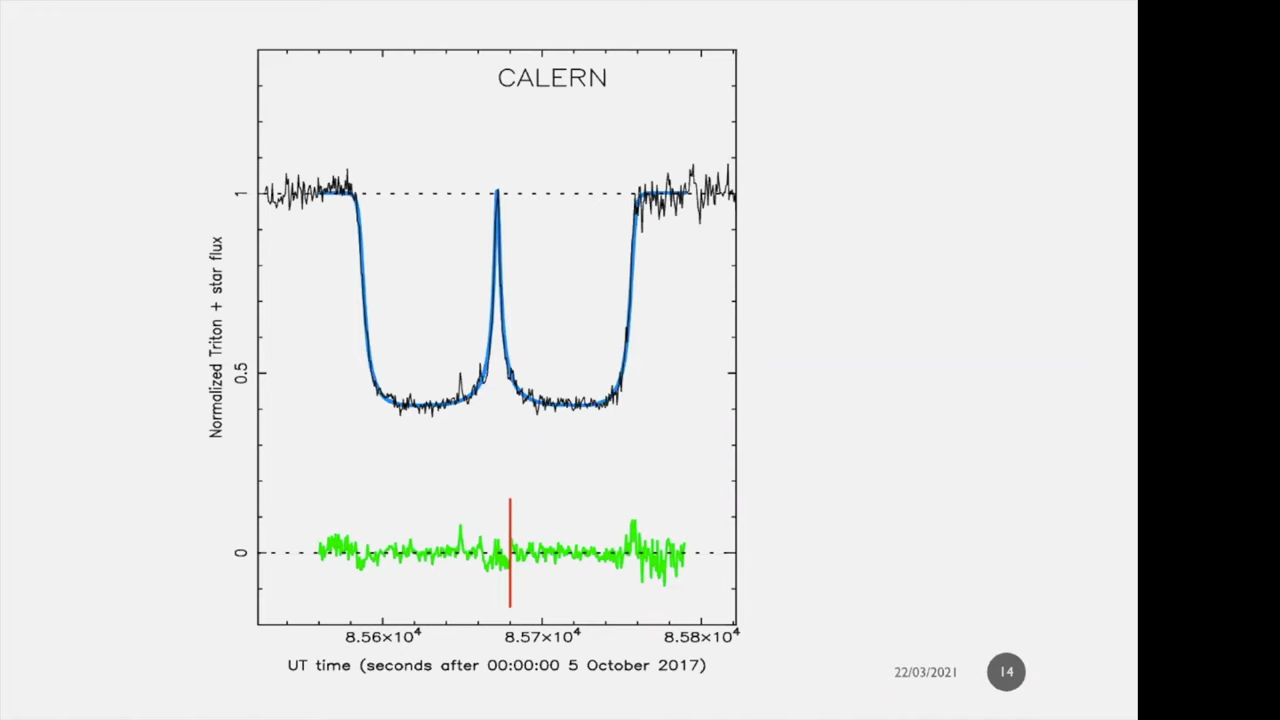 CALERN
Normalized Triton + star flux
1
0.5
0
8.56×10⁴ 8.57×10⁴ 8.58×10⁴
UT time (seconds after 00:00:00 5 October 2017)
22/03/2021 14